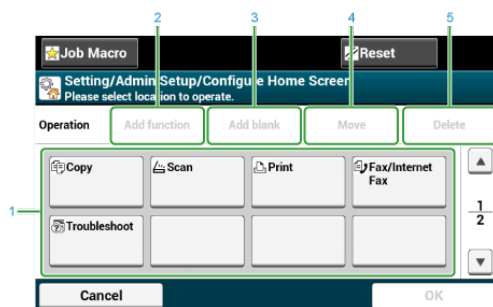 2 3 4 5
Job Macro Reset
Setting/Admin Setup/Configure Home Screen
Please select location to operate.
Operation Add function Add blank Move Delete
Copy Scan Print Fax/Internet
Fax
1
Troubleshoot
1
2
Cancel OK